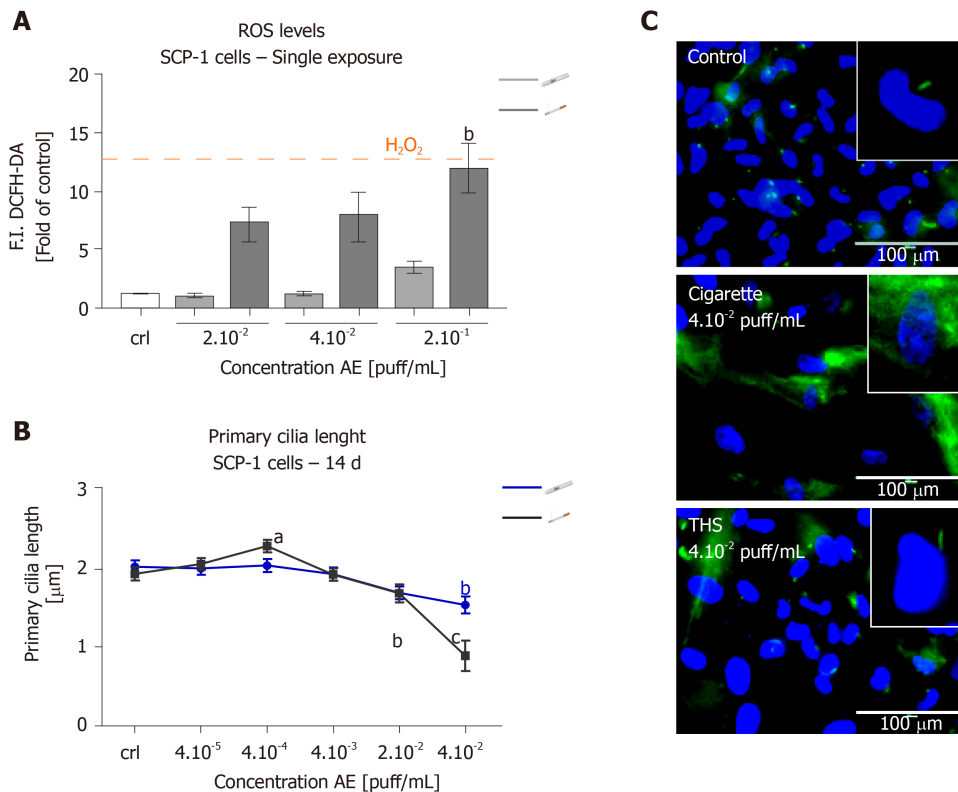 A
ROS levels
SCP-1 cells – Single exposure
F.I. DCFH-DA
[Fold of control]
20
15
10
5
0
H₂O₂
b
crl
2.10⁻²
4.10⁻²
2.10⁻¹
Concentration AE [puff/mL]
B
Primary cilia lenght
SCP-1 cells – 14 d
Primary cilia length
[µm]
3
2
1
0
a
b
b
c
crl
4.10⁻⁵
4.10⁻⁴
4.10⁻³
2.10⁻²
4.10⁻²
Concentration AE [puff/mL]
C
Control
100 µm
Cigarette
4.10⁻² puff/mL
100 µm
THS
4.10⁻² puff/mL
100 µm